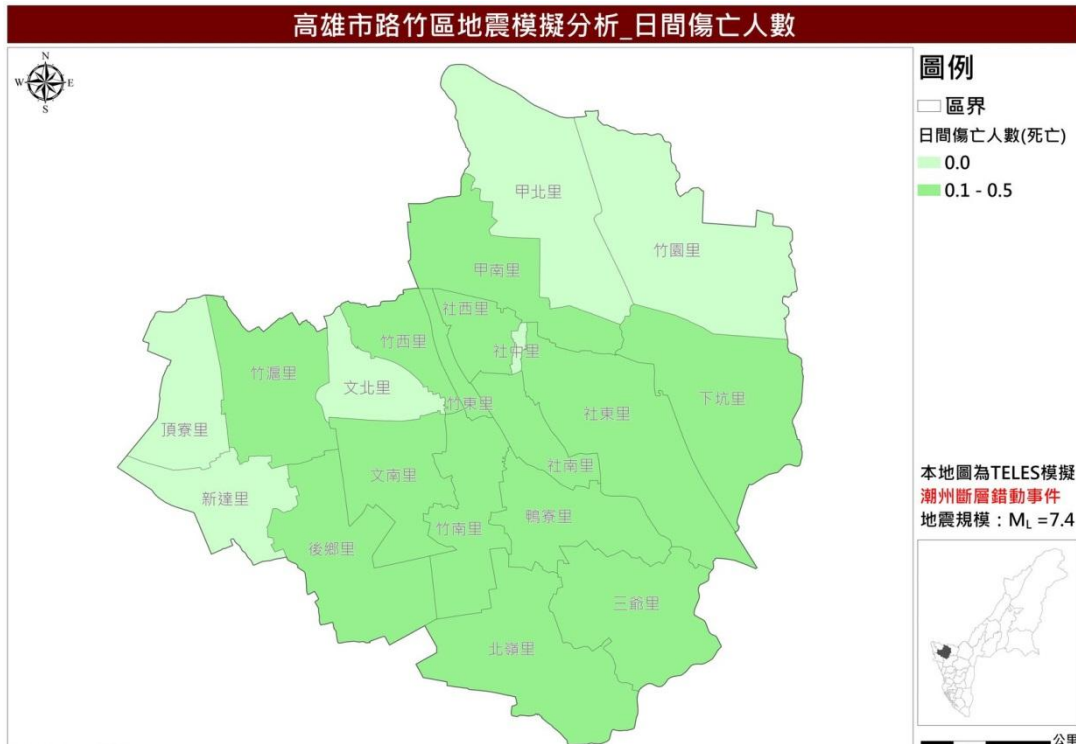 高雄市路竹區地震模擬分析_日間傷亡人數
N
W E
S
圖例
區界
日間傷亡人數(死亡)
0.0
0.1 - 0.5
甲北里
竹園里
甲南里
社西里
竹西里
社中里
竹滬里
文北里
竹東里
社東里
下坑里
頂寮里
文南里
社南里
新達里
竹南里
鴨寮里
後鄉里
三爺里
北嶺里
本地圖為TELES模擬
潮州斷層錯動事件
地震規模：ML =7.4
公里